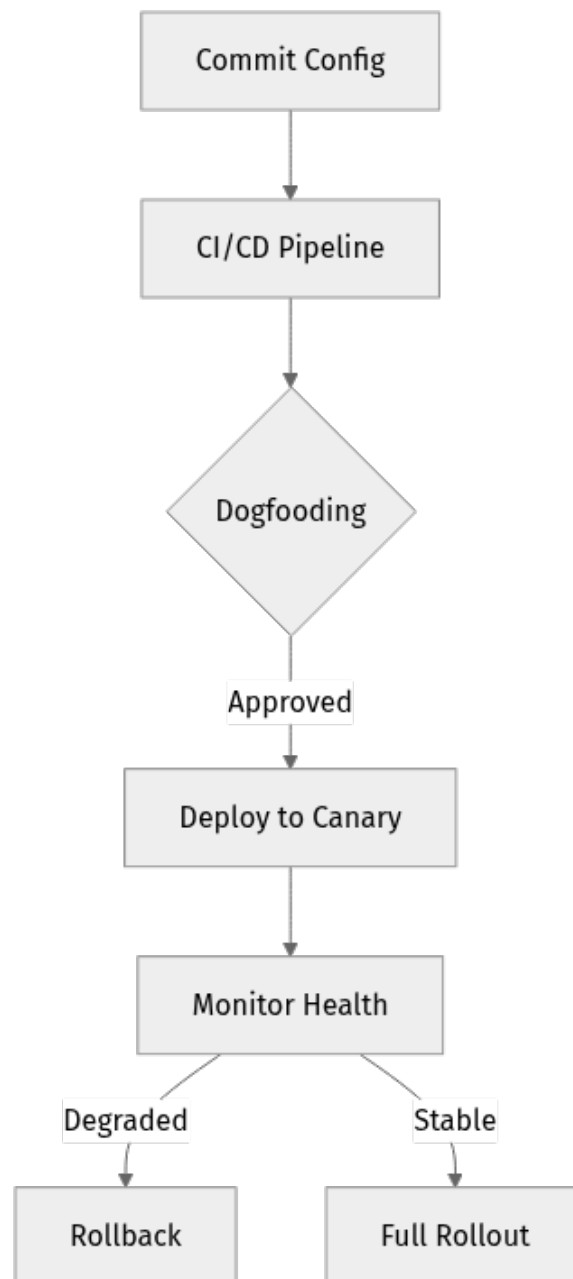 Commit Config
CI/CD Pipeline
Dogfooding
Approved
Deploy to Canary
Monitor Health
Degraded
Stable
Rollback
Full Rollout